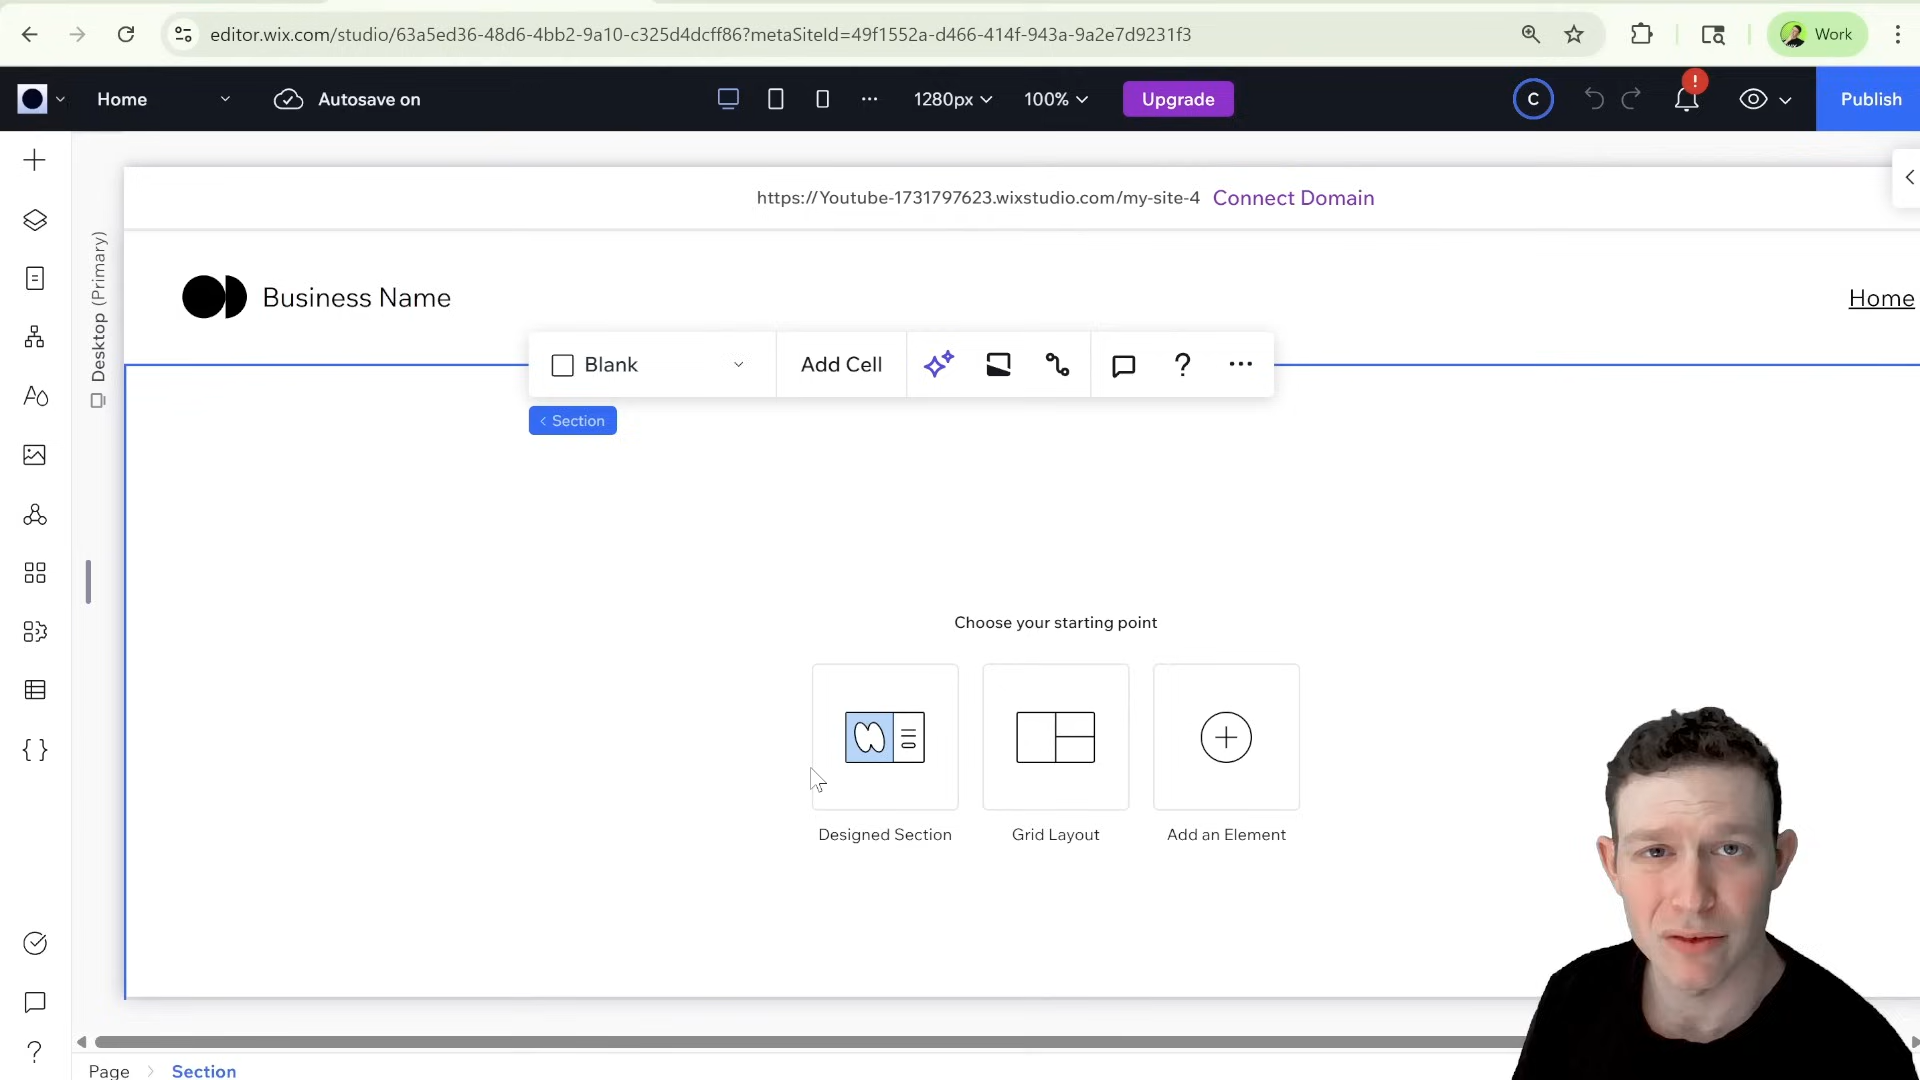 editor.wix.com/studio/63a5ed36-48d6-4bb2-9a10-c325d4dcff86?metaSiteId=49f1552a-d466-414f-943a-9a2e7d9231f3
Work
Home
Autosave on
1280px
100%
Upgrade
C
!
Publish
https://Youtube-1731797623.wixstudio.com/my-site-4 Connect Domain
Desktop (Primary)
Business Name
Home
Blank
Add Cell
?
< Section
Choose your starting point
Designed Section
Grid Layout
Add an Element
?
Page > Section